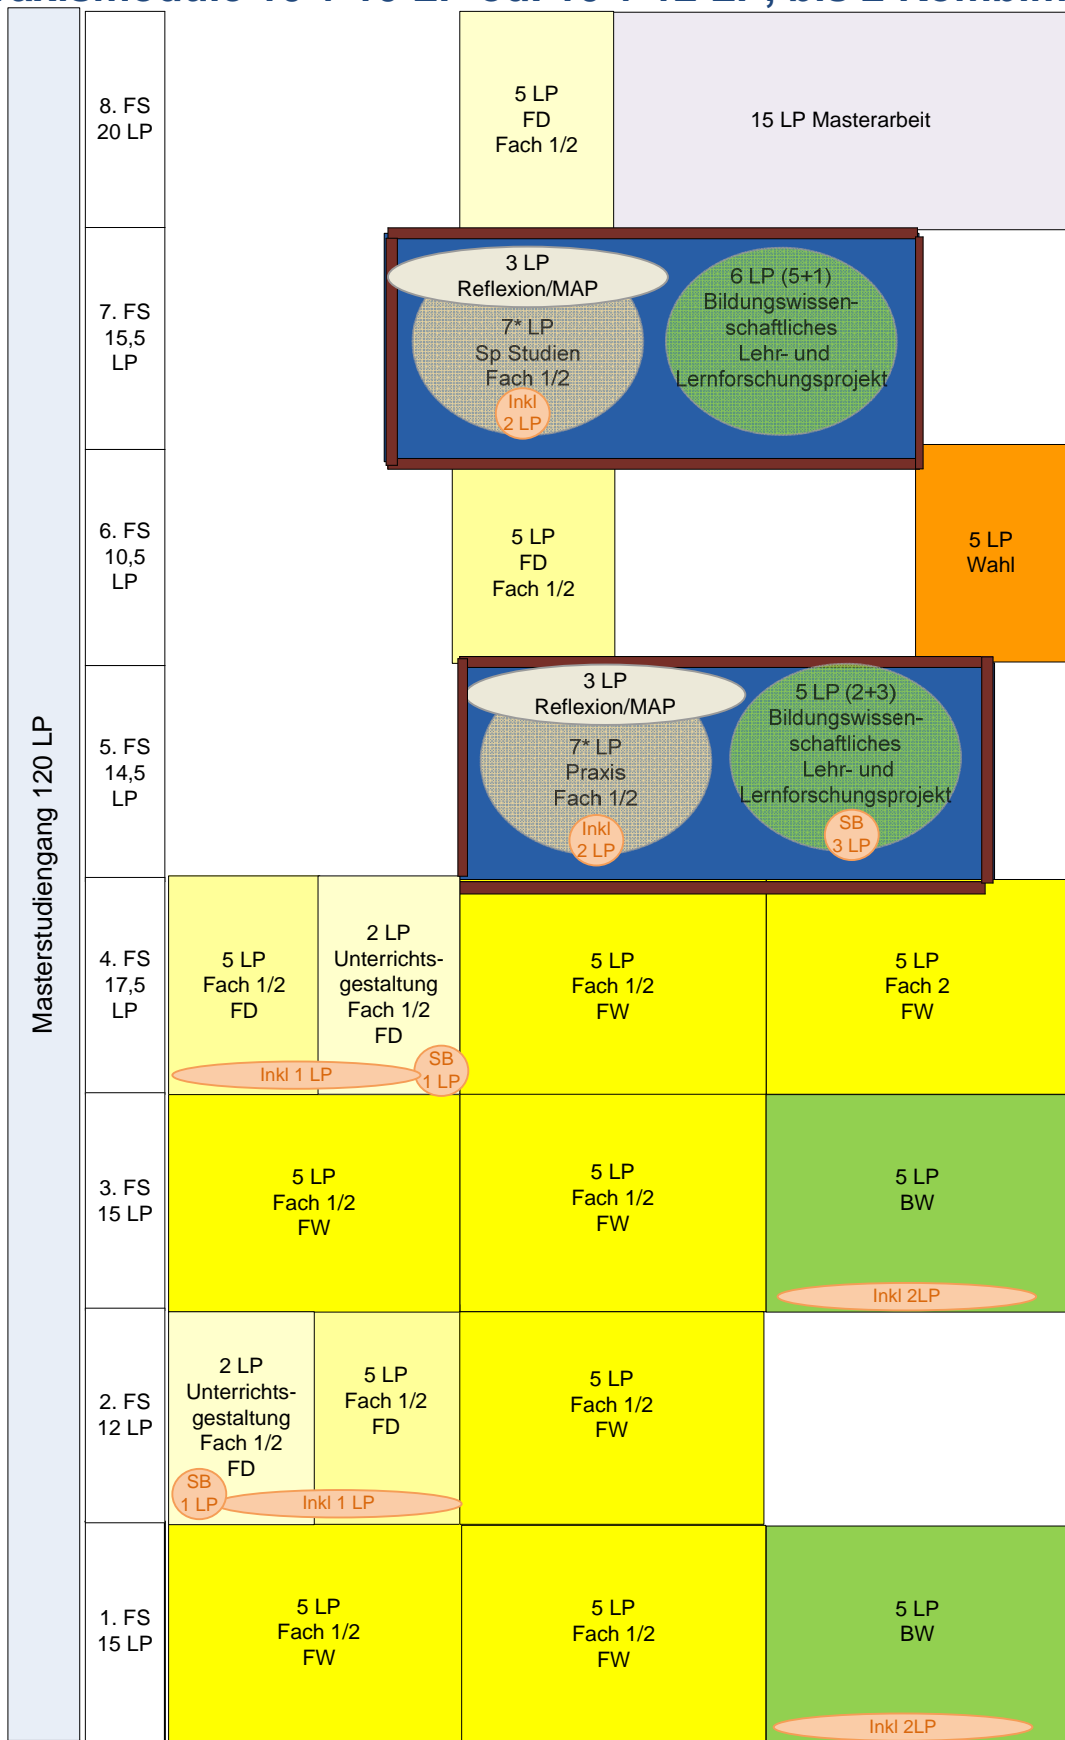 8. FS
20 LP
5 LP
FD
Fach 1/2
15 LP Masterarbeit
7. FS
15,5
LP
3 LP
Reflexion/MAP
7* LP
Sp Studien
Fach 1/2
Inkl
2 LP
6 LP (5+1)
Bildungswissen-
schaftliches
Lehr- und
Lernforschungsprojekt
6. FS
10,5
LP
5 LP
FD
Fach 1/2
5 LP
Wahl
Masterstudiengang 120 LP
5. FS
14,5
LP
3 LP
Reflexion/MAP
7* LP
Praxis
Fach 1/2
Inkl
2 LP
5 LP (2+3)
Bildungswissen-
schaftliches
Lehr- und
Lernforschungsprojekt
SB
3 LP
4. FS
17,5
LP
5 LP
Fach 1/2
FD
2 LP
Unterrichts-
gestaltung
Fach 1/2
FD
Inkl 1 LP
SB
1 LP
5 LP
Fach 1/2
FW
5 LP
Fach 2
FW
3. FS
15 LP
5 LP
Fach 1/2
FW
5 LP
Fach 1/2
FW
5 LP
BW
Inkl 2LP
2. FS
12 LP
2 LP
Unterrichts-
gestaltung
Fach 1/2
FD
SB
1 LP
5 LP
Fach 1/2
FD
Inkl 1 LP
5 LP
Fach 1/2
FW
1. FS
15 LP
5 LP
Fach 1/2
FW
5 LP
Fach 1/2
FW
5 LP
BW
Inkl 2LP